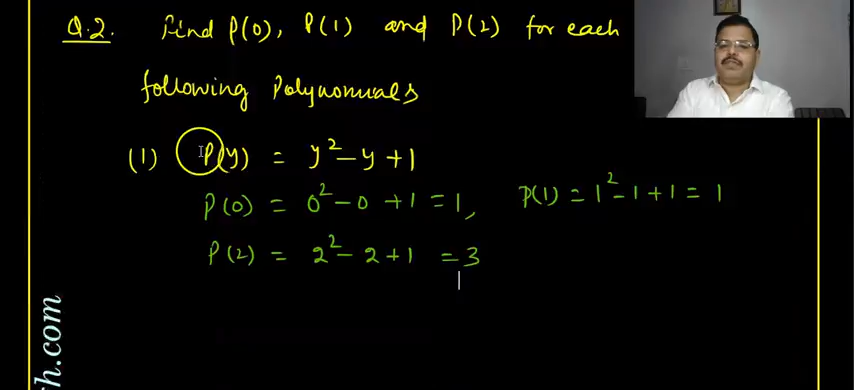 Q.2. Find P(0), P(1) and P(2) for each
following Polynomials
(1) P(y) = y² - y + 1
P(0) = 0² - 0 + 1 = 1, P(1) = 1² - 1 + 1 = 1
P(2) = 2² - 2 + 1 = 3
h.com